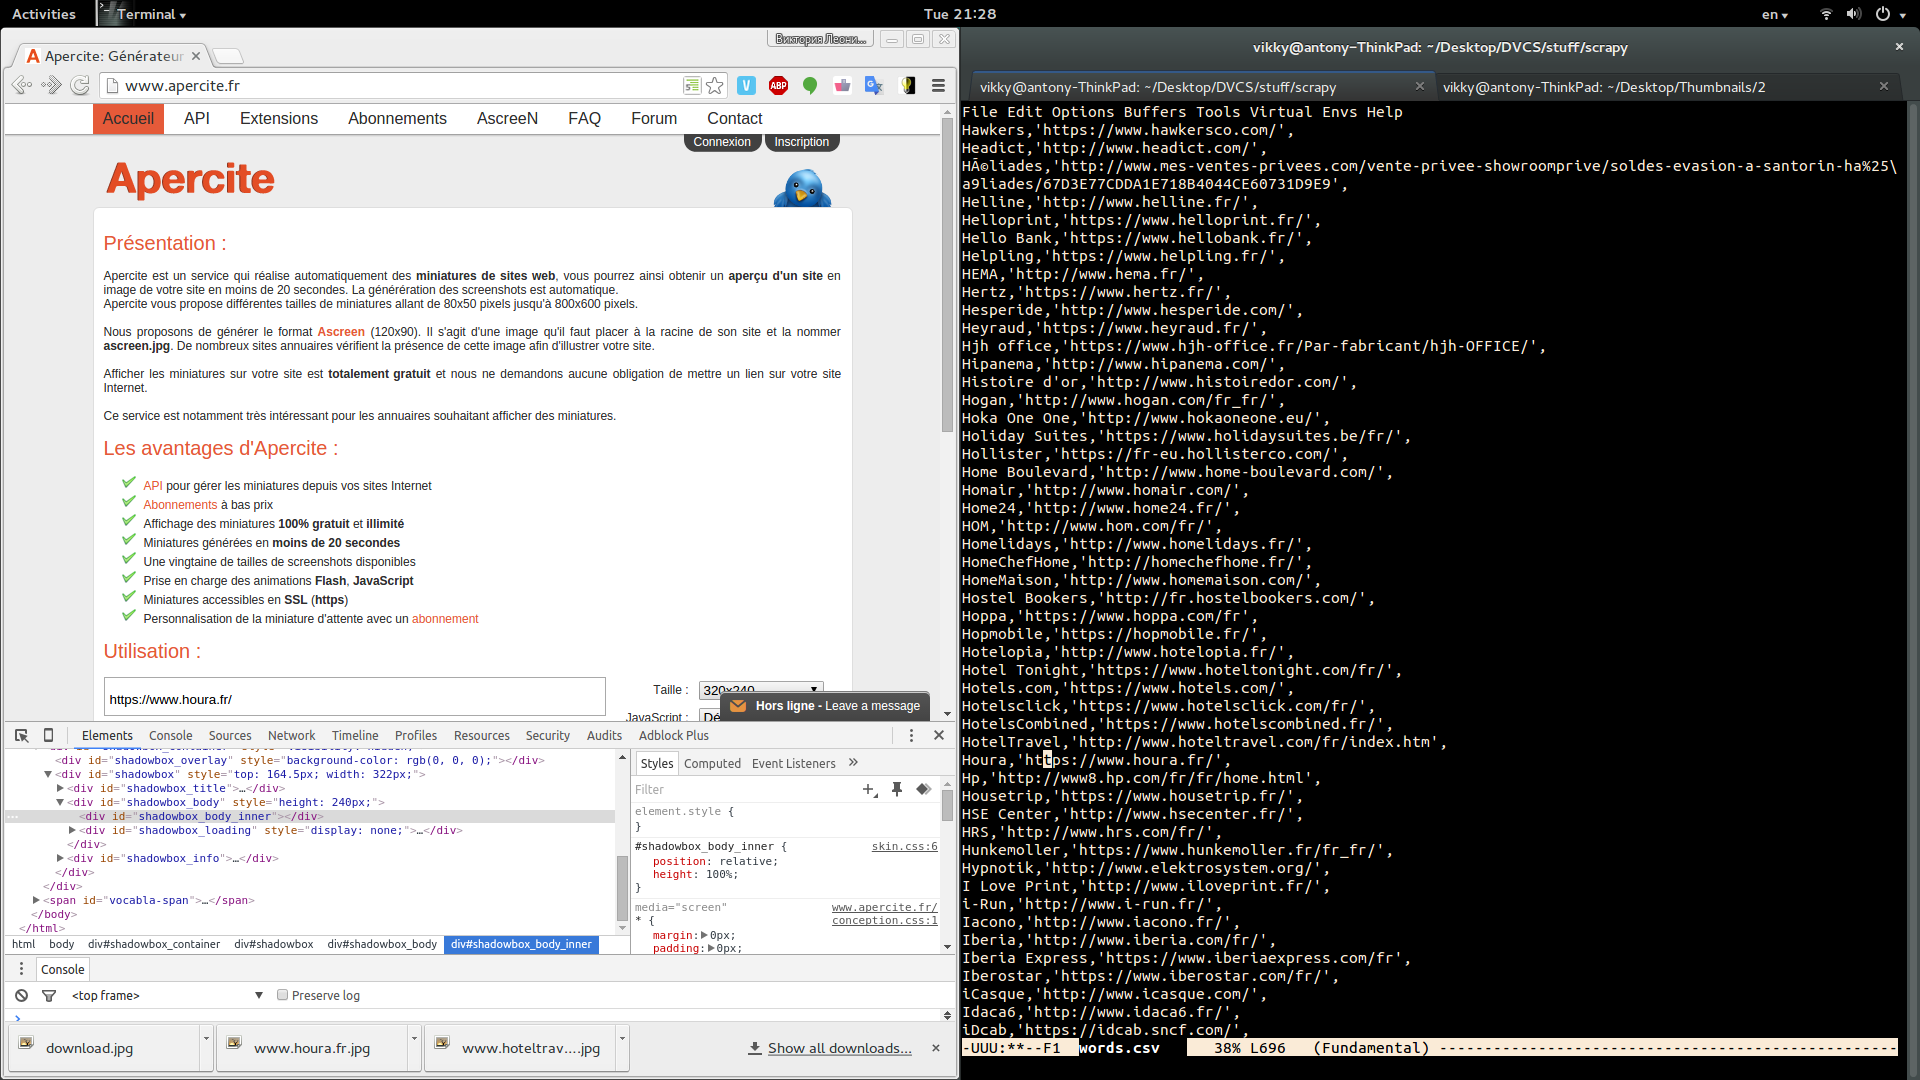 Activities
Terminal
Tue 21:28
en
Apercite: Générateur
www.apercite.fr
Accueil API Extensions Abonnements AscreeN FAQ Forum Contact
Connexion Inscription
Apercite
Présentation :
Apercite est un service qui réalise automatiquement des miniatures de sites web, vous pourrez ainsi obtenir un aperçu d'un site en
image de votre site en moins de 20 secondes. La générération des screenshots est automatique.
Apercite vous propose différentes tailles de miniatures allant de 80x50 pixels jusqu'à 800x600 pixels.
Nous proposons de générer le format Ascreen (120x90). Il s'agit d'une image qu'il faut placer à la racine de son site et la nommer
ascreen.jpg. De nombreux sites annuaires vérifient la présence de cette image afin d'illustrer votre site.
Afficher les miniatures sur votre site est totalement gratuit et nous ne demandons aucune obligation de mettre un lien sur votre site
Internet.
Ce service est notamment très intéressant pour les annuaires souhaitant afficher des miniatures.
Les avantages d'Apercite :
API pour gérer les miniatures depuis vos sites Internet
Abonnements à bas prix
Affichage des miniatures 100% gratuit et illimité
Miniatures générées en moins de 20 secondes
Une vingtaine de tailles de screenshots disponibles
Prise en charge des animations Flash, JavaScript
Miniatures accessibles en SSL (https)
Personnalisation de la miniature d'attente avec un abonnement
Utilisation :
https://www.houra.fr/
Taille : 320x240
JavaScript : Dé
Hors ligne - Leave a message
Elements Console Sources Network Timeline Profiles Resources Security Audits Adblock Plus
<div id="shadowbox_overlay" style="background-color: rgb(0, 0, 0);"></div>
<div id="shadowbox" style="top: 164.5px; width: 322px;">
<div id="shadowbox_title">…</div>
<div id="shadowbox_body" style="height: 240px;">
<div id="shadowbox_body_inner"></div>
<div id="shadowbox_loading" style="display: none;">…</div>
</div>
<div id="shadowbox_info">…</div>
</div>
</div>
<span id="vocabla-span">…</span>
</body>
</html>
html body div#shadowbox_container div#shadowbox div#shadowbox_body div#shadowbox_body_inner
Styles Computed Event Listeners »
Filter
element.style {
}
#shadowbox_body_inner { skin.css:6
position: relative;
height: 100%;
}
media="screen" www.apercite.fr/
* { conception.css:1
margin: 0px;
padding: 0px;
Console
<top frame> Preserve log
download.jpg
www.houra.fr.jpg
www.hoteltrav....jpg
Show all downloads...
vikky@antony-ThinkPad: ~/Desktop/DVCS/stuff/scrapy
vikky@antony-ThinkPad: ~/Desktop/DVCS/stuff/scrapy
vikky@antony-ThinkPad: ~/Desktop/Thumbnails/2
File Edit Options Buffers Tools Virtual Envs Help
Hawkers,'https://www.hawkersco.com/',
Headict,'http://www.headict.com/',
HÃ©liades,'http://www.mes-ventes-privees.com/vente-privee-showroomprive/soldes-evasion-a-santorin-ha%25\
a9liades/67D3E77CDDA1E718B4044CE60731D9E9',
Helline,'http://www.helline.fr/',
Helloprint,'https://www.helloprint.fr/',
Hello Bank,'https://www.hellobank.fr/',
Helpling,'https://www.helpling.fr/',
HEMA,'http://www.hema.fr/',
Hertz,'https://www.hertz.fr/',
Hesperide,'http://www.hesperide.com/',
Heyraud,'https://www.heyraud.fr/',
Hjh office,'https://www.hjh-office.fr/Par-fabricant/hjh-OFFICE/',
Hipanema,'http://www.hipanema.com/',
Histoire d'or,'http://www.histoiredor.com/',
Hogan,'http://www.hogan.com/fr_fr/',
Hoka One One,'http://www.hokaoneone.eu/',
Holiday Suites,'https://www.holidaysuites.be/fr/',
Hollister,'https://fr-eu.hollisterco.com/',
Home Boulevard,'http://www.home-boulevard.com/',
Homair,'http://www.homair.com/',
Home24,'http://www.home24.fr/',
HOM,'http://www.hom.com/fr/',
Homelidays,'http://www.homelidays.fr/',
HomeChefHome,'http://homechefhome.fr/',
HomeMaison,'http://www.homemaison.com/',
Hostel Bookers,'http://fr.hostelbookers.com/',
Hoppa,'https://www.hoppa.com/fr',
Hopmobile,'https://hopmobile.fr/',
Hotelopia,'http://www.hotelopia.fr/',
Hotel Tonight,'https://www.hoteltonight.com/fr/',
Hotels.com,'https://www.hotels.com/',
Hotelsclick,'https://www.hotelsclick.com/fr/',
HotelsCombined,'https://www.hotelscombined.fr/',
HotelTravel,'http://www.hoteltravel.com/fr/index.htm',
Houra,'https://www.houra.fr/',
Hp,'http://www8.hp.com/fr/fr/home.html',
Housetrip,'https://www.housetrip.fr/',
HSE Center,'http://www.hsecenter.fr/',
HRS,'http://www.hrs.com/fr/',
Hunkemoller,'https://www.hunkemoller.fr/fr_fr/',
Hypnotik,'http://www.elektrosystem.org/',
I Love Print,'http://www.iloveprint.fr/',
i-Run,'http://www.i-run.fr/',
Iacono,'http://www.iacono.fr/',
Iberia,'http://www.iberia.com/fr/',
Iberia Express,'https://www.iberiaexpress.com/fr',
Iberostar,'https://www.iberostar.com/fr/',
iCasque,'http://www.icasque.com/',
Idaca6,'http://www.idaca6.fr/',
iDcab,'https://idcab.sncf.com/',
-UUU:**--F1 words.csv 38% L696 (Fundamental) ---------------------------------------------------